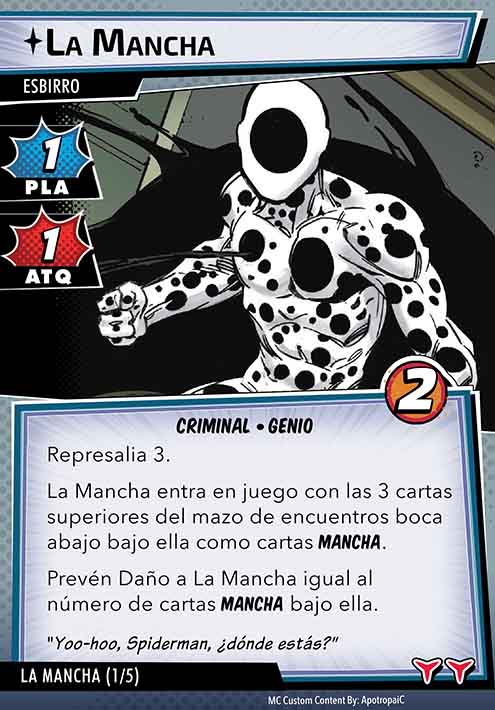 La Mancha
ESBIRRO
1
PLA
1
ATQ
2
CRIMINAL • GENIO
Represalia 3.
La Mancha entra en juego con las 3 cartas
superiores del mazo de encuentros boca
abajo bajo ella como cartas MANCHA.
Prevén Daño a La Mancha igual al
número de cartas MANCHA bajo ella.
"Yoo-hoo, Spiderman, ¿dónde estás?"
LA MANCHA (1/5)
MC Custom Content By: ApotropaiC